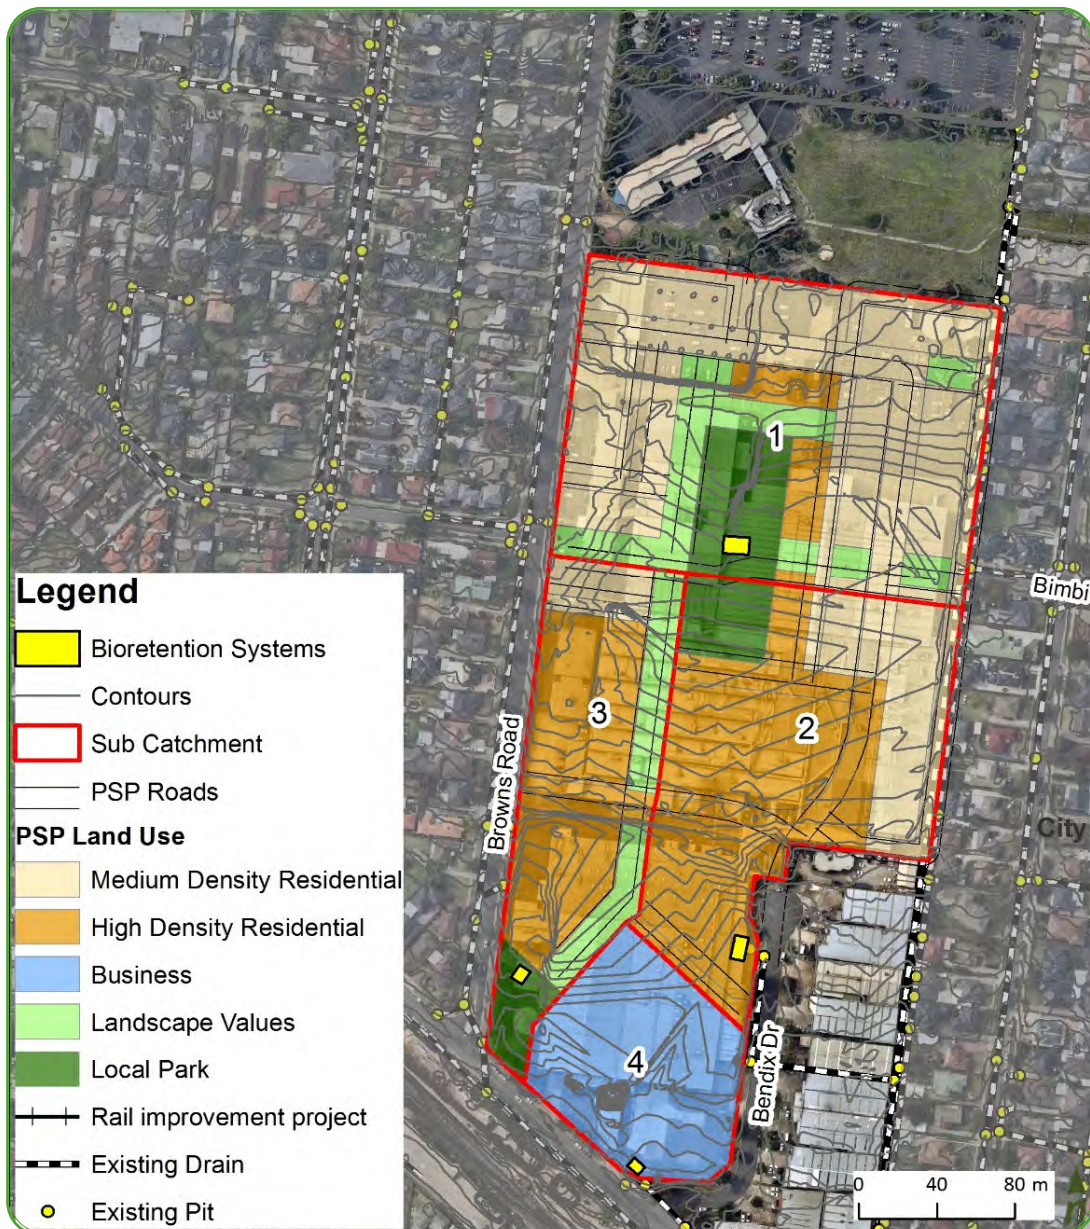 1
Bimbi
3
2
Browns Road
City
4
Bendix Dr
Legend
Bioretention Systems
Contours
Sub Catchment
PSP Roads
PSP Land Use
Medium Density Residential
High Density Residential
Business
Landscape Values
Local Park
Rail improvement project
Existing Drain
Existing Pit
0 40 80 m